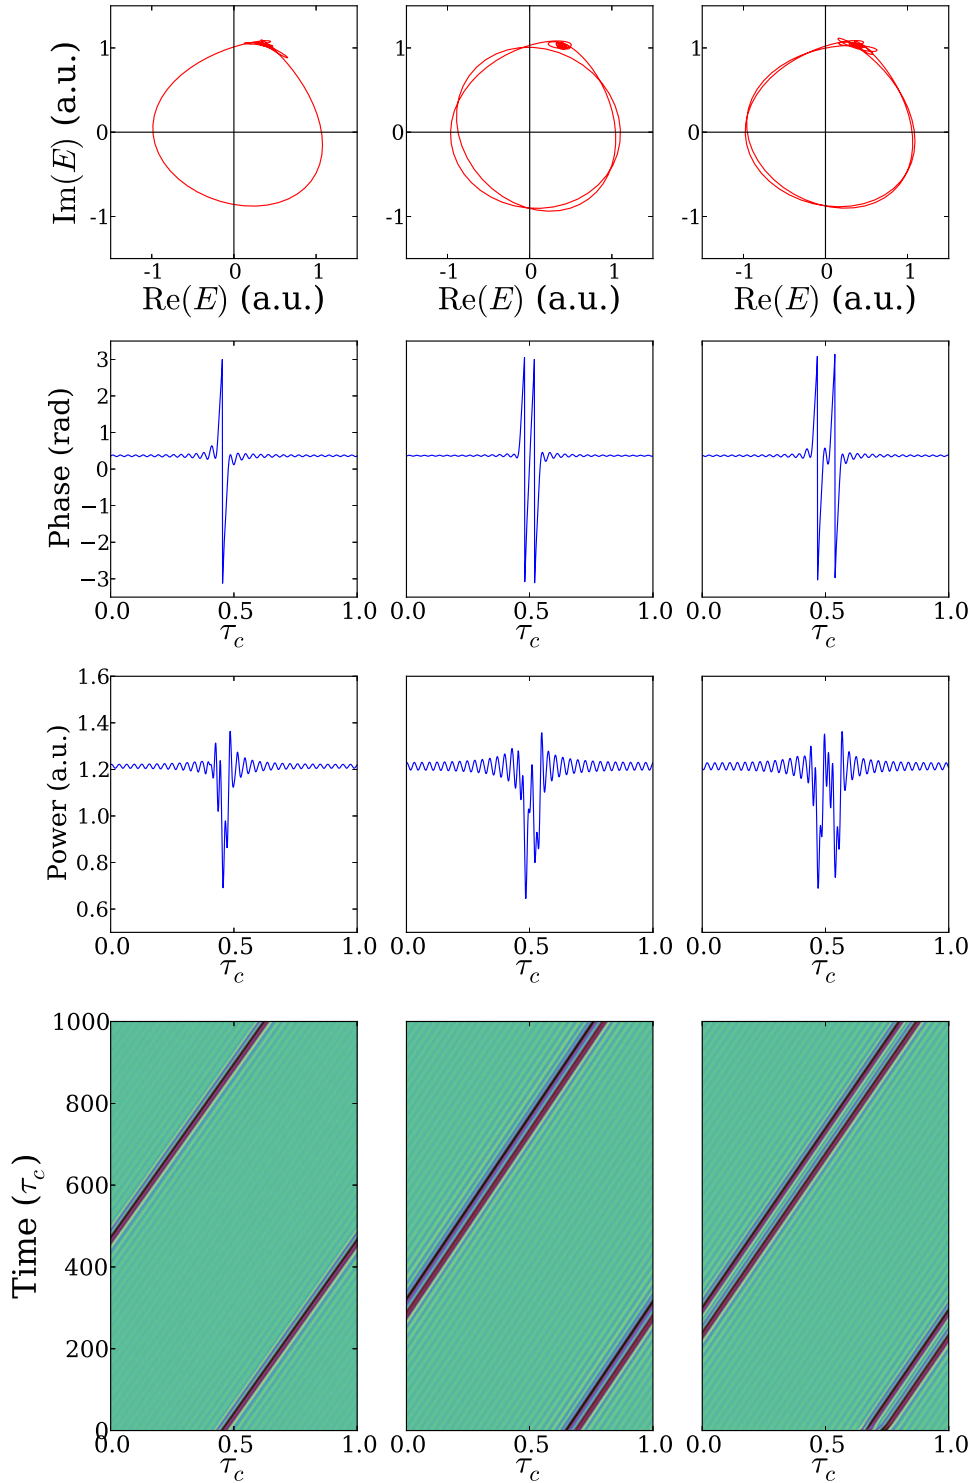 Im(E) (a.u.)
1
0
-1
1
0
-1
1
0
-1
-1 0 1
-1 0 1
-1 0 1
Re(E) (a.u.)
Re(E) (a.u.)
Re(E) (a.u.)
Phase (rad)
3
2
1
0
−1
−2
−3
0.0 0.5 1.0
0.0 0.5 1.0
0.0 0.5 1.0
τc
τc
τc
Power (a.u.)
1.6
1.4
1.2
1.0
0.8
0.6
0.0 0.5 1.0
0.0 0.5 1.0
0.0 0.5 1.0
τc
τc
τc
Time (τc)
1000
800
600
400
200
0
0.0 0.5 1.0
0.0 0.5 1.0
0.0 0.5 1.0
τc
τc
τc